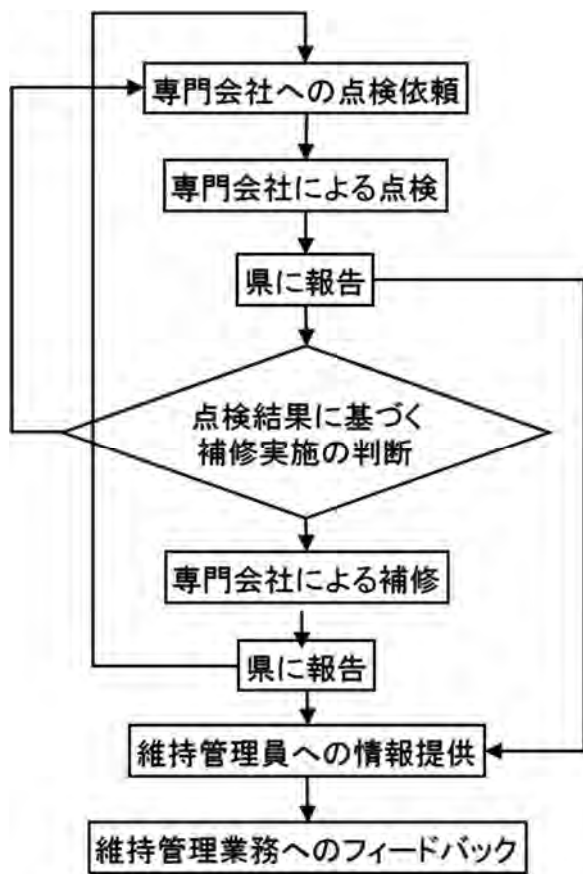 専門会社への点検依頼
専門会社による点検
県に報告
点検結果に基づく
補修実施の判断
専門会社による補修
県に報告
維持管理員への情報提供
維持管理業務へのフィードバック